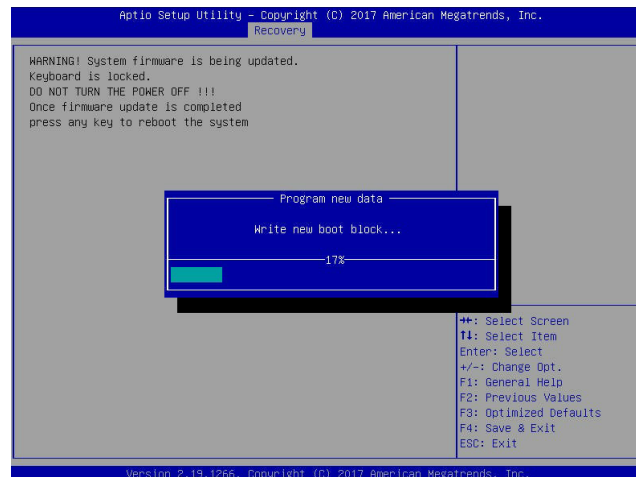 Aptio Setup Utility – Copyright (C) 2017 American Megatrends, Inc.
Recovery
WARNING! System firmware is being updated.
Keyboard is locked.
DO NOT TURN THE POWER OFF !!!
Once firmware update is completed
press any key to reboot the system
Program new data
Write new boot block...
17%
→←: Select Screen
↑↓: Select Item
Enter: Select
+/-: Change Opt.
F1: General Help
F2: Previous Values
F3: Optimized Defaults
F4: Save & Exit
ESC: Exit
Version 2.19.1266. Copyright (C) 2017 American Megatrends, Inc.